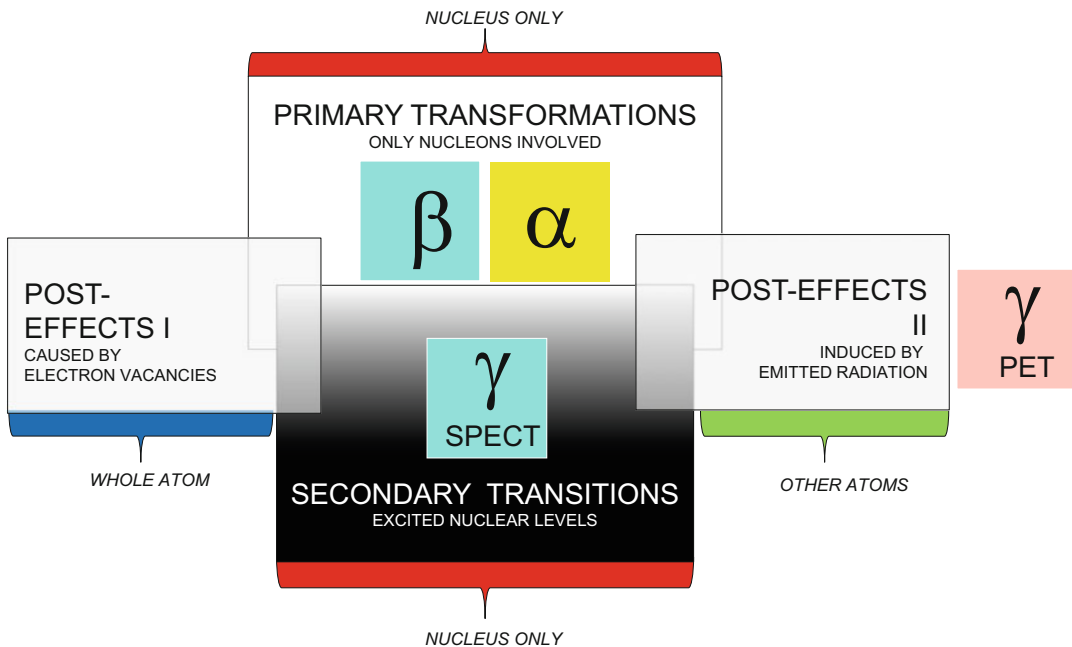 NUCLEUS ONLY
PRIMARY TRANSFORMATIONS
ONLY NUCLEONS INVOLVED
β
α
POST-
EFFECTS I
CAUSED BY
ELECTRON VACANCIES
WHOLE ATOM
γ
SPECT
POST-EFFECTS
II
INDUCED BY
EMITTED RADIATION
OTHER ATOMS
γ
PET
SECONDARY TRANSITIONS
EXCITED NUCLEAR LEVELS
NUCLEUS ONLY